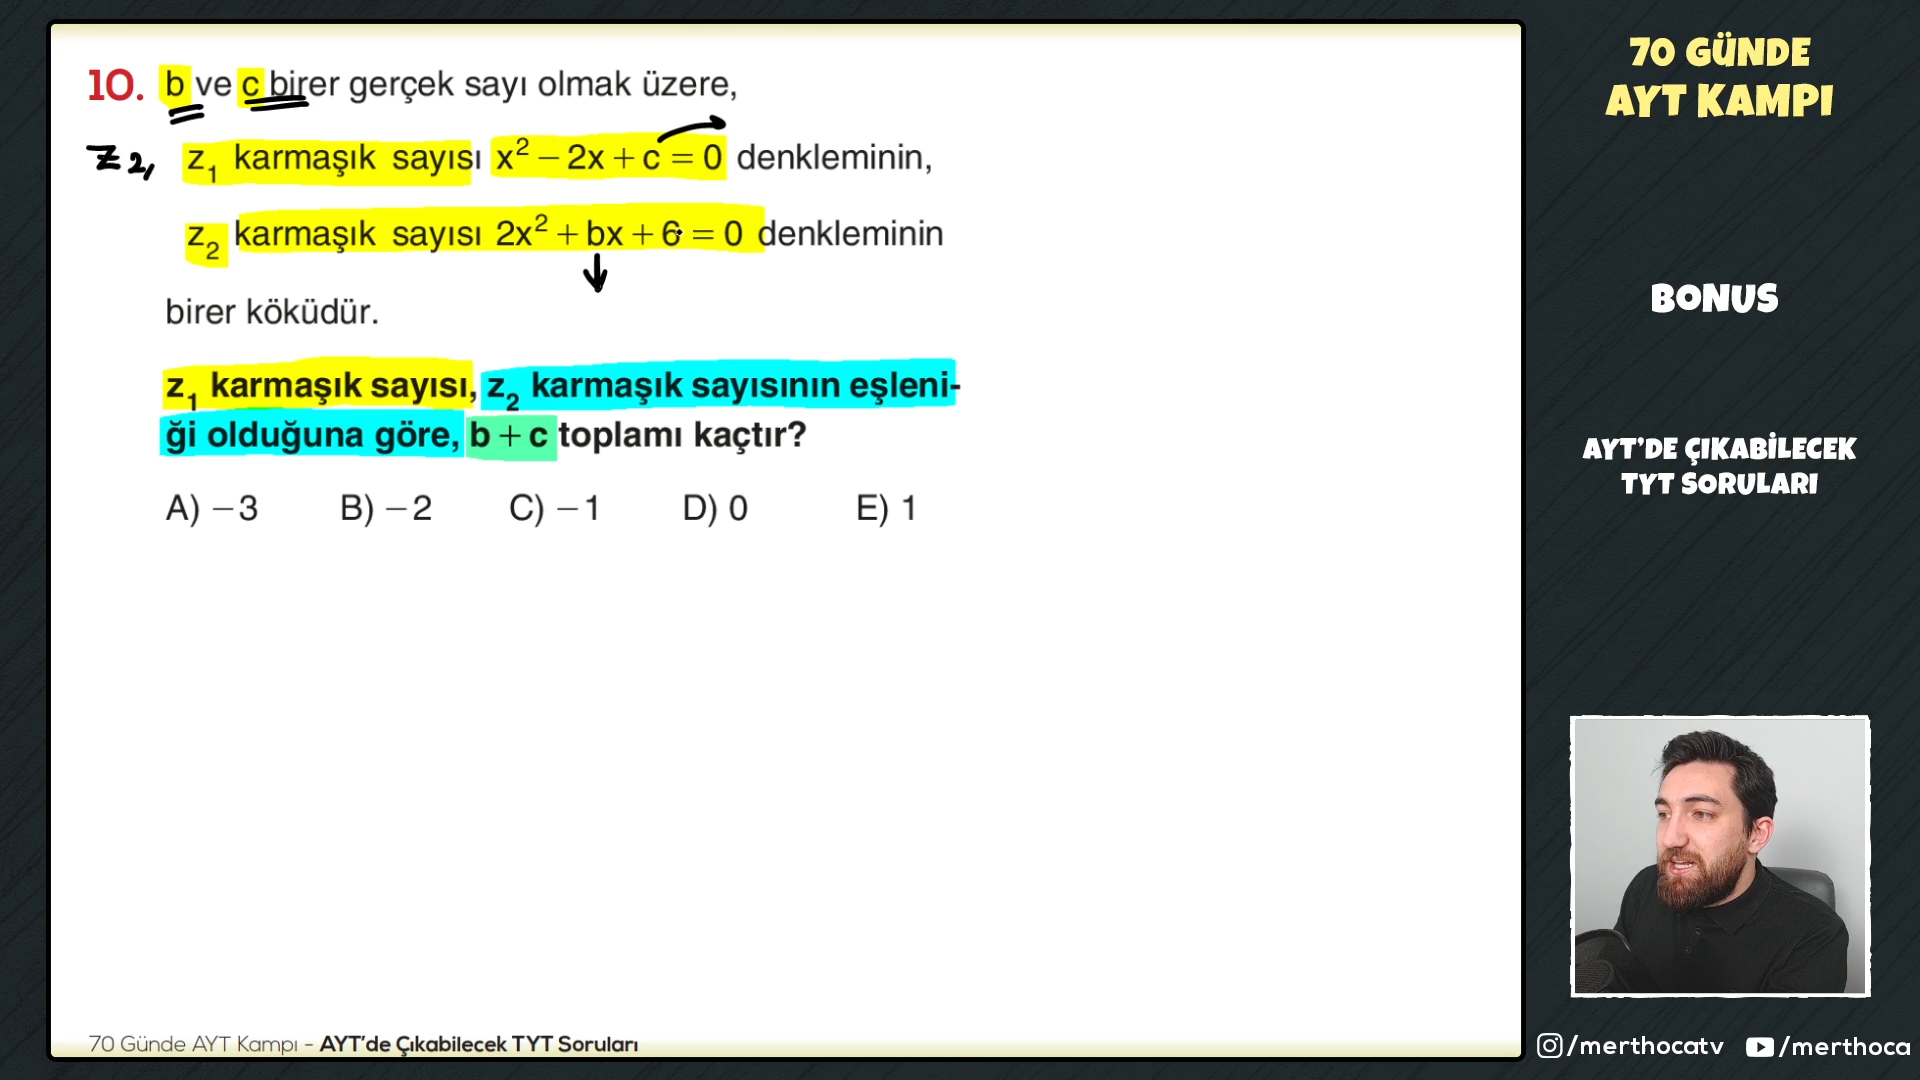 10. b ve c birer gerçek sayı olmak üzere,
z2, z1 karmaşık sayısı x² − 2x + c = 0 denkleminin,
z2 karmaşık sayısı 2x² + bx + 6 = 0 denkleminin
birer köküdür.
z1 karmaşık sayısı, z2 karmaşık sayısının eşleni-
ği olduğuna göre, b + c toplamı kaçtır?
A) −3 B) −2 C) −1 D) 0 E) 1
70 Günde AYT Kampı - AYT'de Çıkabilecek TYT Soruları
70 GÜNDE
AYT KAMPI
BONUS
AYT'DE ÇIKABİLECEK
TYT SORULARI
/merthocatv /merthoca